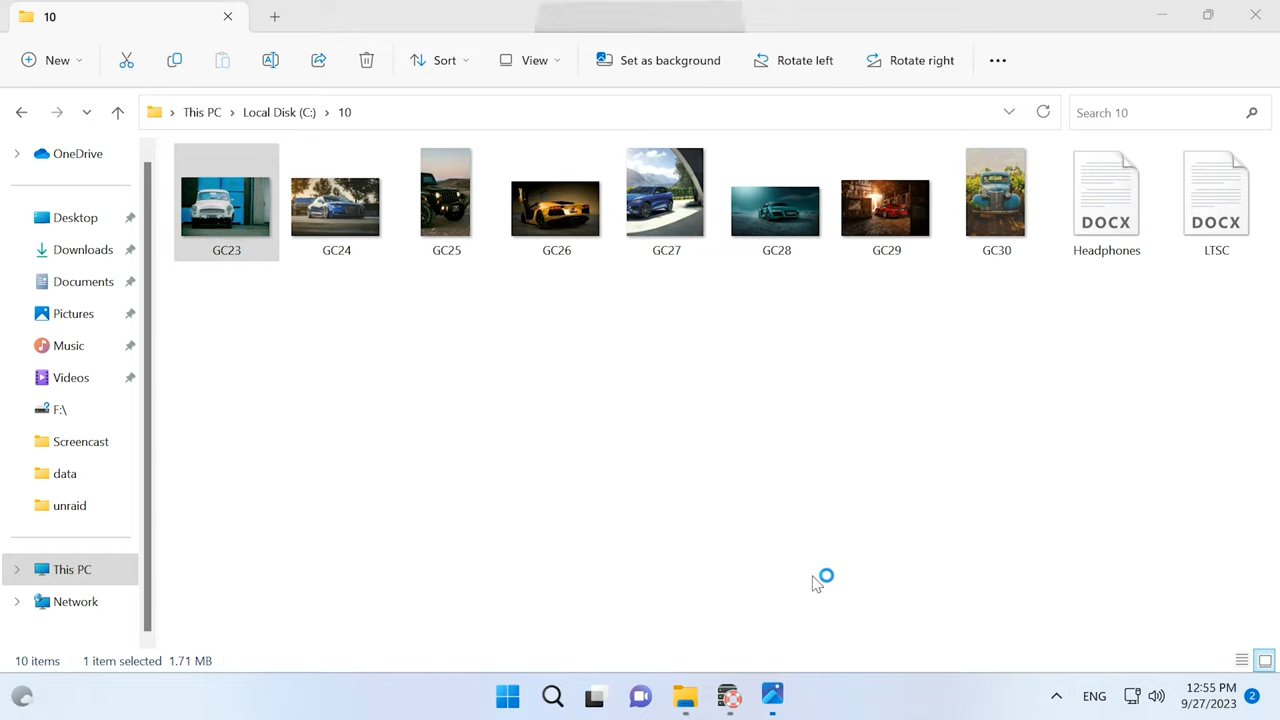 10
New
Sort
View
Set as background
Rotate left
Rotate right
This PC
Local Disk (C:)
10
Search 10
OneDrive
Desktop
Downloads
Documents
Pictures
Music
Videos
F:\
Screencast
data
unraid
This PC
Network
DOCX
DOCX
GC23
GC24
GC25
GC26
GC27
GC28
GC29
GC30
Headphones
LTSC
10 items
1 item selected
1.71 MB
ENG
12:55 PM
9/27/2023
2